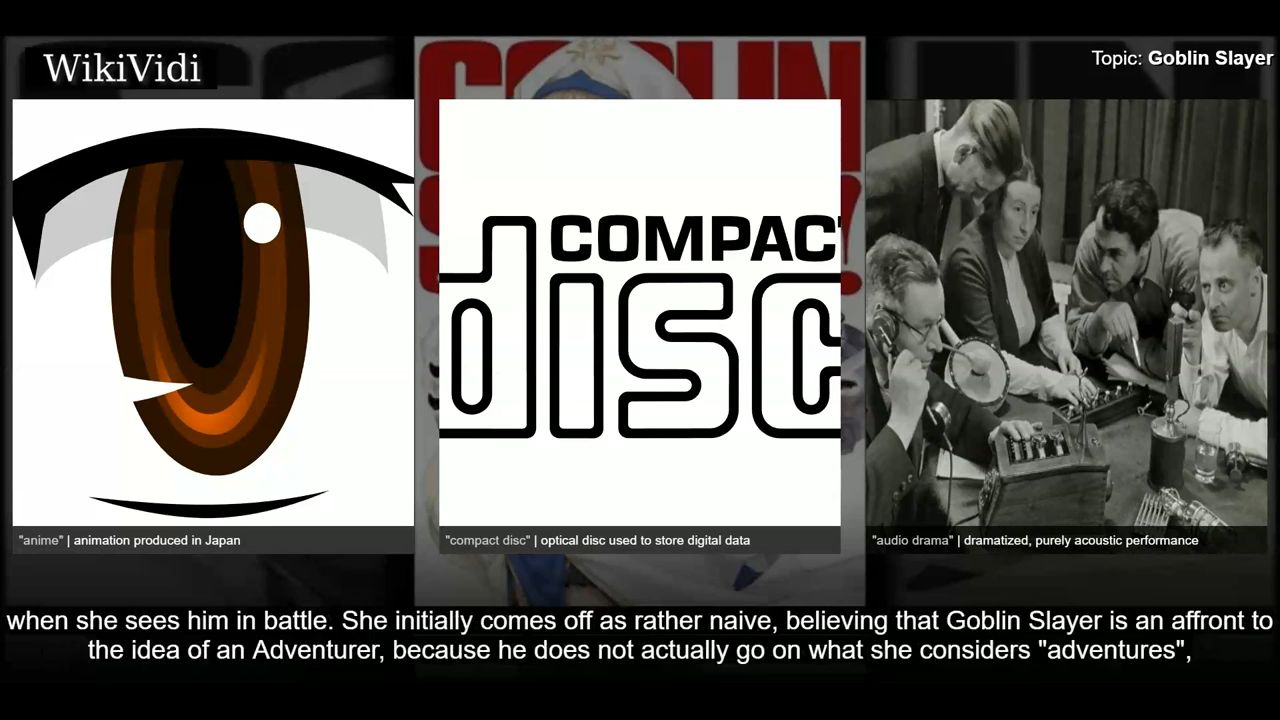 WikiVidi
Topic: Goblin Slayer
GOBLIN
COMPACT
disc
"anime" | animation produced in Japan
"compact disc" | optical disc used to store digital data
"audio drama" | dramatized, purely acoustic performance
when she sees him in battle. She initially comes off as rather naive, believing that Goblin Slayer is an affront to
the idea of an Adventurer, because he does not actually go on what she considers "adventures",